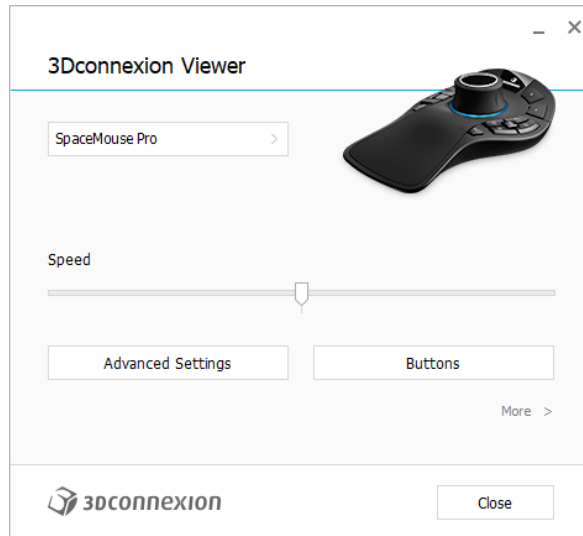 3Dconnexion Viewer
SpaceMouse Pro >
Speed
Advanced Settings
Buttons
More >
3Dconnexion
Close